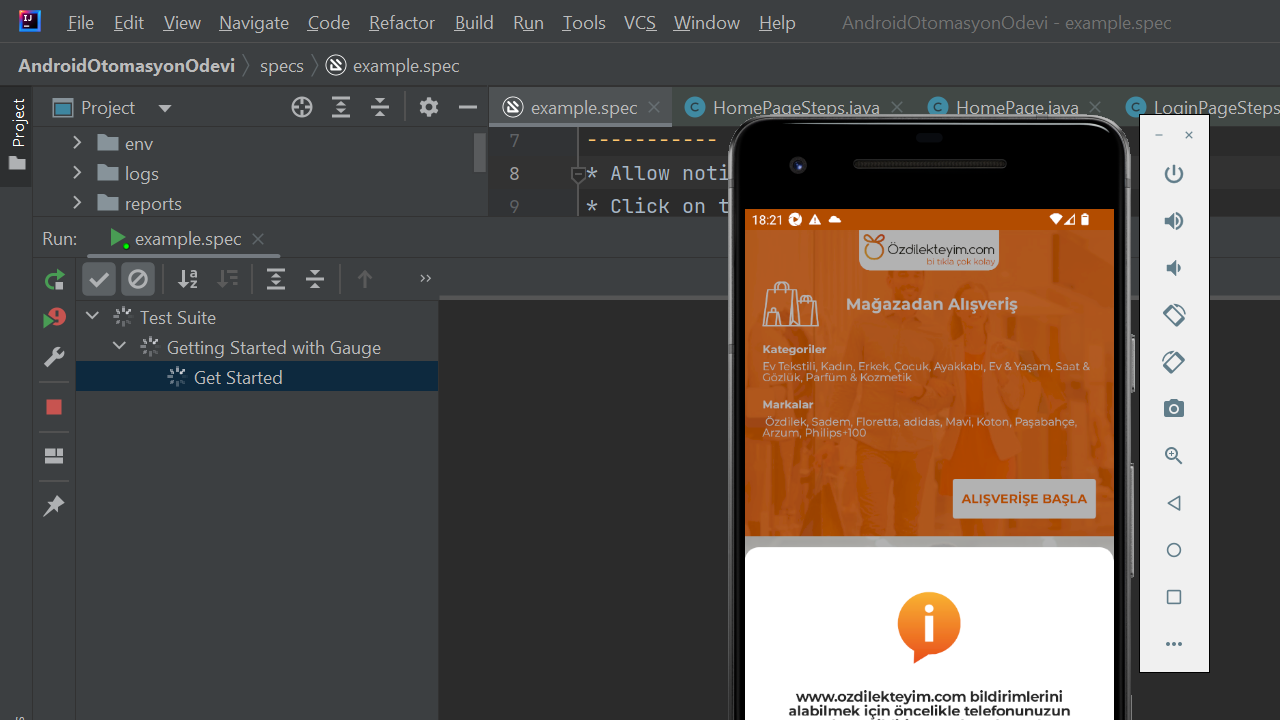 File Edit View Navigate Code Refactor Build Run Tools VCS Window Help AndroidOtomasyonOdevi - example.spec
AndroidOtomasyonOdevi specs example.spec
Project
Project
example.spec
HomePageSteps.java
HomePage.java
LoginPageSteps
env
logs
reports
7 -----------
8 * Allow noti
9 * Click on t
Run: example.spec
Test Suite
Getting Started with Gauge
Get Started
18:21
Özdilekteyim.com
bi tıkla çok kolay
Mağazadan Alışveriş
Kategoriler
Ev Tekstili, Kadın, Erkek, Çocuk, Ayakkabı, Ev & Yaşam, Saat &
Gözlük, Parfüm & Kozmetik
Markalar
Özdilek, Sadem, Floretta, adidas, Mavi, Koton, Paşabahçe,
Arzum, Philips+100
ALIŞVERİŞE BAŞLA
www.ozdilekteyim.com bildirimlerini
alabilmek için öncelikle telefonunuzun